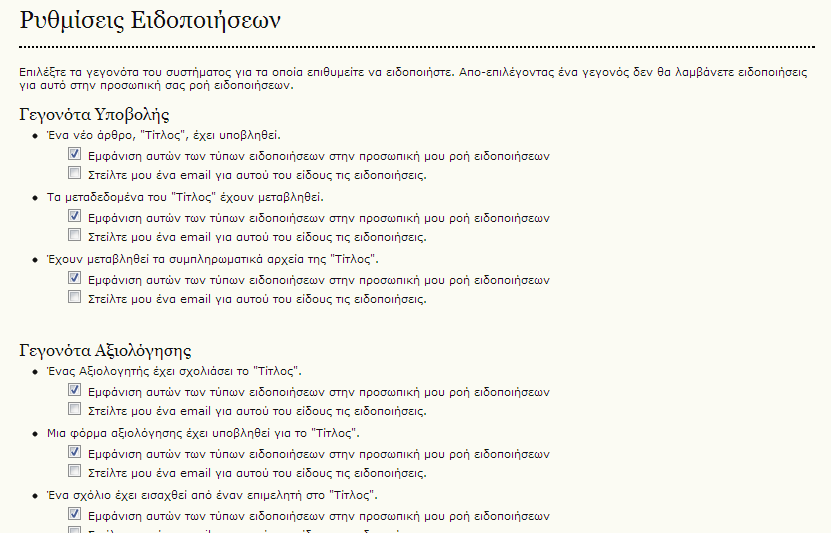 Ρυθμίσεις Ειδοποιήσεων
Επιλέξτε τα γεγονότα του συστήματος για τα οποία επιθυμείτε να ειδοποιήστε. Απο-επιλέγοντας ένα γεγονός δεν θα λαμβάνετε ειδοποιήσεις
για αυτό στην προσωπική σας ροή ειδοποιήσεων.
Γεγονότα Υποβολής
Ένα νέο άρθρο, "Τίτλος", έχει υποβληθεί.
Εμφάνιση αυτών των τύπων ειδοποιήσεων στην προσωπική μου ροή ειδοποιήσεων
Στείλτε μου ένα email για αυτού του είδους τις ειδοποιήσεις.
Τα μεταδεδομένα του "Τίτλος" έχουν μεταβληθεί.
Εμφάνιση αυτών των τύπων ειδοποιήσεων στην προσωπική μου ροή ειδοποιήσεων
Στείλτε μου ένα email για αυτού του είδους τις ειδοποιήσεις.
Έχουν μεταβληθεί τα συμπληρωματικά αρχεία της "Τίτλος".
Εμφάνιση αυτών των τύπων ειδοποιήσεων στην προσωπική μου ροή ειδοποιήσεων
Στείλτε μου ένα email για αυτού του είδους τις ειδοποιήσεις.
Γεγονότα Αξιολόγησης
Ένας Αξιολογητής έχει σχολιάσει το "Τίτλος".
Εμφάνιση αυτών των τύπων ειδοποιήσεων στην προσωπική μου ροή ειδοποιήσεων
Στείλτε μου ένα email για αυτού του είδους τις ειδοποιήσεις.
Μια φόρμα αξιολόγησης έχει υποβληθεί για το "Τίτλος".
Εμφάνιση αυτών των τύπων ειδοποιήσεων στην προσωπική μου ροή ειδοποιήσεων
Στείλτε μου ένα email για αυτού του είδους τις ειδοποιήσεις.
Ένα σχόλιο έχει εισαχθεί από έναν επιμελητή στο "Τίτλος".
Εμφάνιση αυτών των τύπων ειδοποιήσεων στην προσωπική μου ροή ειδοποιήσεων